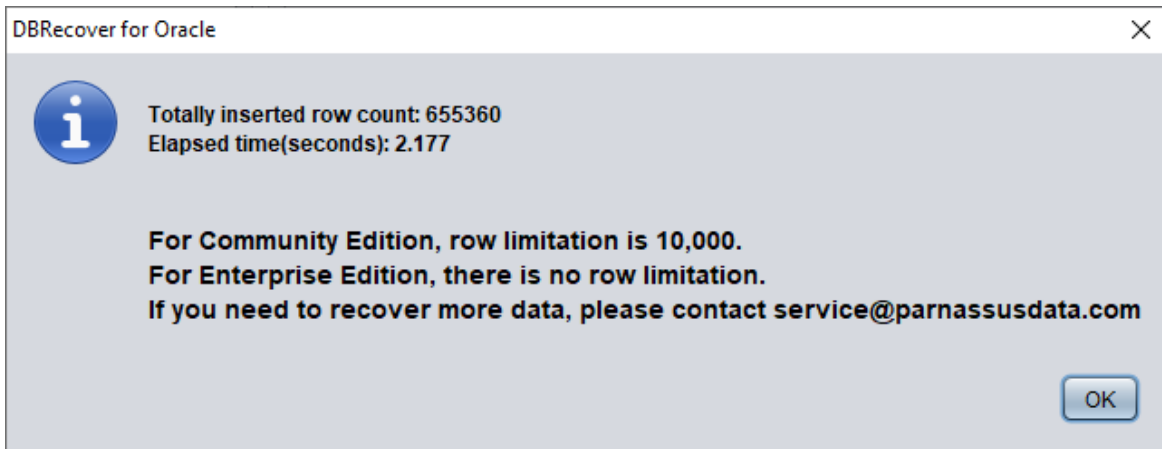 DBRecover for Oracle
Totally inserted row count: 655360
Elapsed time(seconds): 2.177
For Community Edition, row limitation is 10,000.
For Enterprise Edition, there is no row limitation.
If you need to recover more data, please contact service@parnassusdata.com
OK